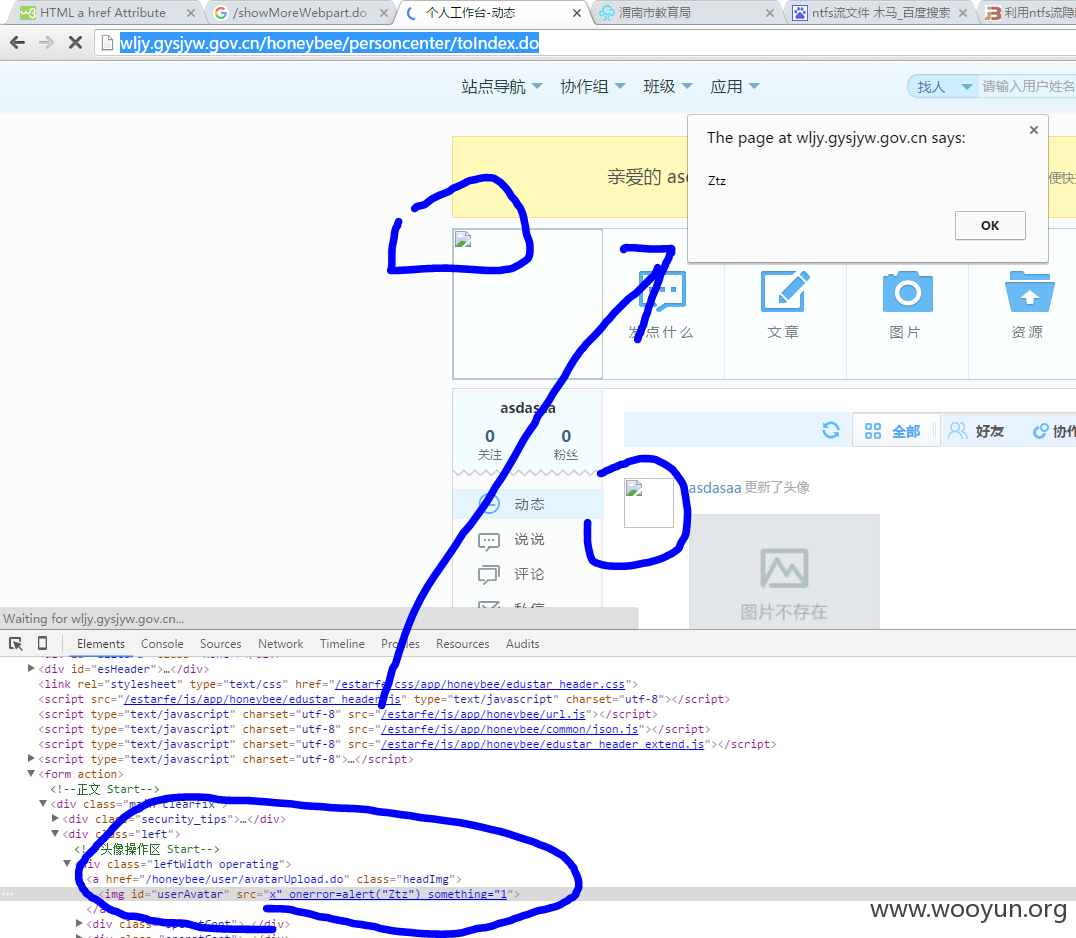 HTML a href Attribute
/showMoreWebpart.do
个人工作台-动态
渭南市教育局
ntfs流文件 木马_百度搜索
利用ntfs流隐
wljy.gysjyw.gov.cn/honeybee/personcenter/toIndex.do
站点导航 协作组 班级 应用 找人 请输入用户姓名
The page at wljy.gysjyw.gov.cn says:
Ztz
OK
亲爱的 asd
便快
发点什么 文章 图片 资源
asdasaa
0 0
关注 粉丝
全部 好友 协作
动态
说说
评论
私信
asdasaa 更新了头像
图片不存在
Waiting for wljy.gysjyw.gov.cn...
Elements Console Sources Network Timeline Profiles Resources Audits
<div id="esHeader">…</div>
<link rel="stylesheet" type="text/css" href="/estarfe/css/app/honeybee/edustar_header.css">
<script src="/estarfe/js/app/honeybee/edustar_header.js" type="text/javascript" charset="utf-8"></script>
<script type="text/javascript" charset="utf-8" src="/estarfe/js/app/honeybee/url.js"></script>
<script type="text/javascript" charset="utf-8" src="/estarfe/js/app/honeybee/common/json.js"></script>
<script type="text/javascript" charset="utf-8" src="/estarfe/js/app/honeybee/edustar_header_extend.js"></script>
<script type="text/javascript" charset="utf-8">…</script>
<form action>
<!--正文 Start-->
<div class="main clearfix">
<div class="security_tips">…</div>
<div class="left">
<!--头像操作区 Start-->
<div class="leftWidth operating">
<a href="/honeybee/user/avatarUpload.do" class="headImg">
<img id="userAvatar" src="x" onerror=alert("Ztz") something="1">
</a>
<div class="operatCont">…</div>
www.wooyun.org